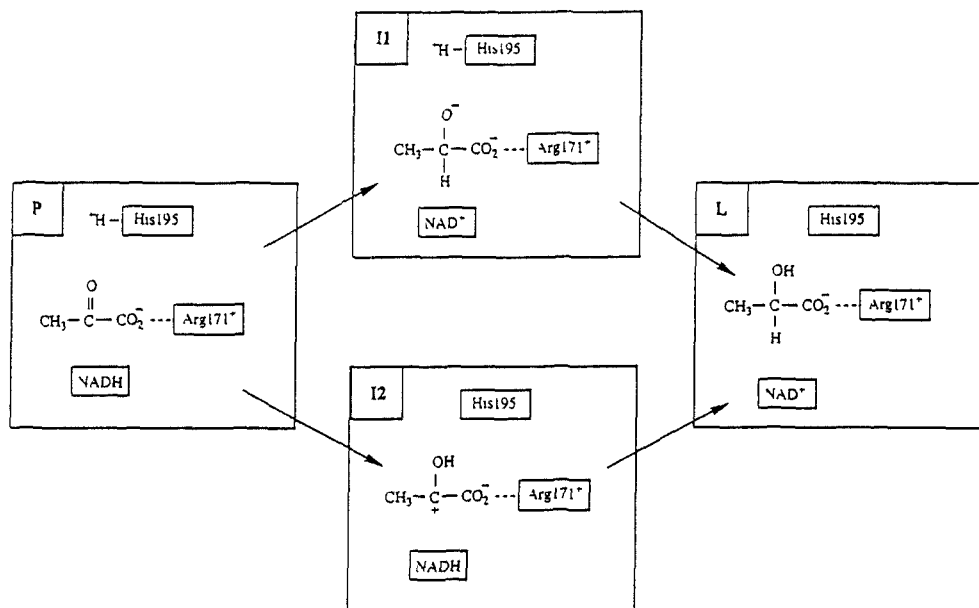 I1
⁺H – His195
O⁻
CH₃ – C – CO₂⁻ --- Arg171⁺
H
NAD⁺
P
⁺H – His195
O
CH₃ – C – CO₂⁻ --- Arg171⁺
NADH
L
His195
OH
CH₃ – C – CO₂⁻ --- Arg171⁺
H
NAD⁺
I2
His195
OH
CH₃ – C – CO₂⁻ --- Arg171⁺
+
NADH